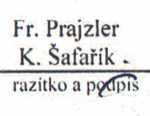 Fr. Prajzler
K. Šafařík
razítko a podpis